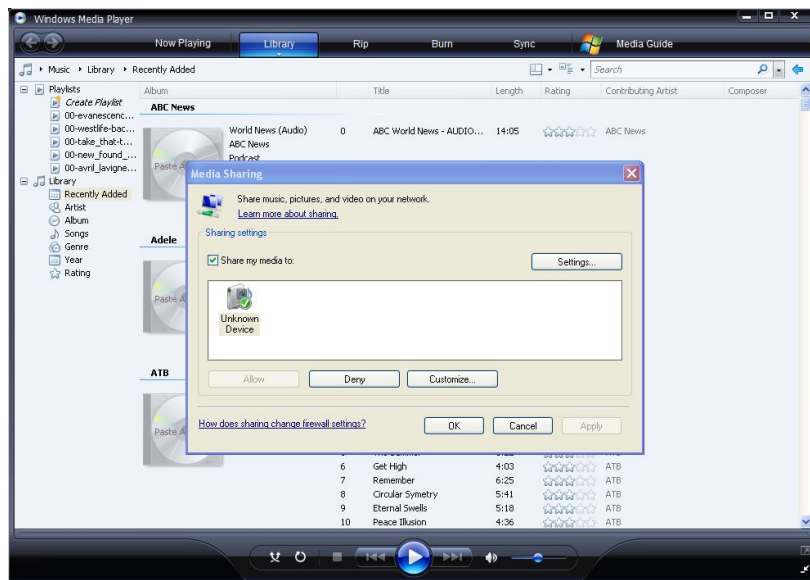 Windows Media Player
Now Playing
Library
Rip
Burn
Sync
Media Guide
Music
Library
Recently Added
Search
Playlists
Create Playlist
00-evanescenc...
00-westlife-bac...
00-take_that-t...
00-new_found_...
00-avril_lavigne...
Library
Recently Added
Artist
Album
Songs
Genre
Year
Rating
Album
Title
Length
Rating
Contributing Artist
Composer
ABC News
World News (Audio)
0 ABC World News - AUDIO... 14:05 ABC News
ABC News
Podcast
Paste A
Media Sharing
Share music, pictures, and video on your network.
Learn more about sharing.
Sharing settings
Share my media to:
Settings...
Unknown
Device
Allow
Deny
Customize...
How does sharing change firewall settings?
OK
Cancel
Apply
Adele
Paste A
ATB
Paste A
ATB
6 Get High 4:03 ATB
7 Remember 6:25 ATB
8 Circular Symetry 5:41 ATB
9 Eternal Swells 5:18 ATB
10 Peace Illusion 4:36 ATB